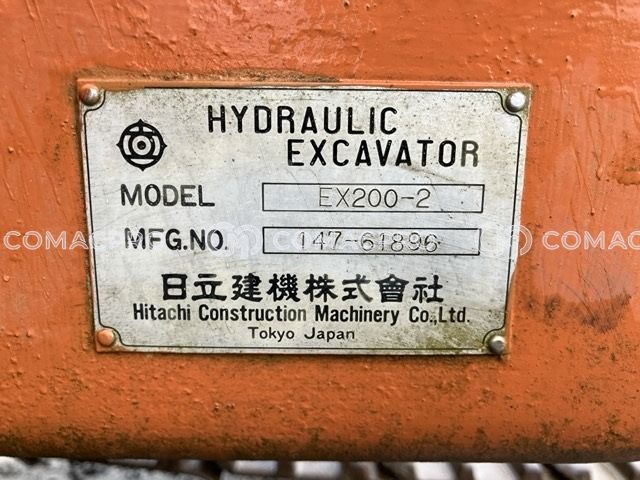 HYDRAULIC
EXCAVATOR
MODEL EX200-2
MFG.NO. 147-61896
日立建機株式會社
Hitachi Construction Machinery Co.,Ltd.
Tokyo Japan